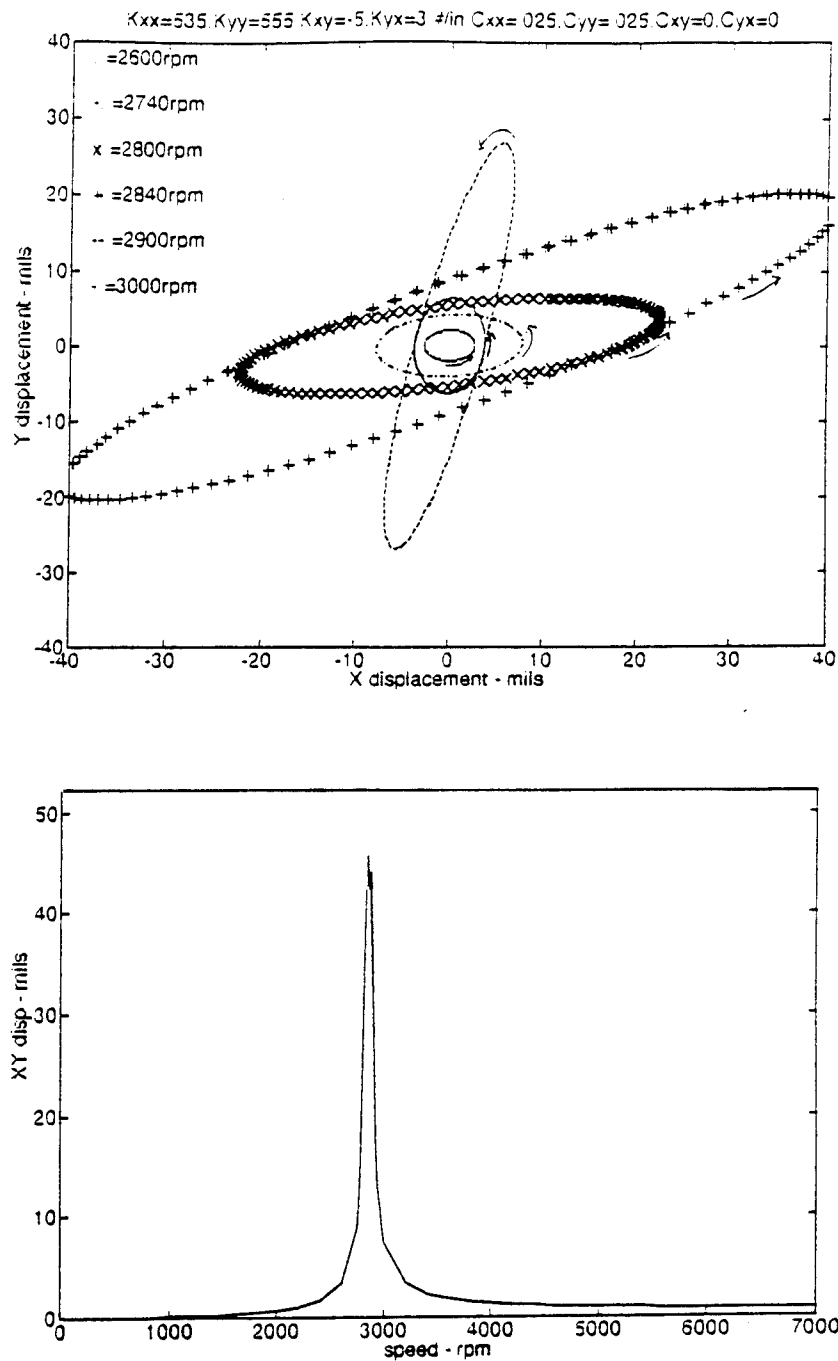 Kxx=535.Kyy=555 Kxy=-5.Kyx=3 #/in Cxx=.025.Cyy=.025.Cxy=0.Cyx=0
40
30
20
10
0
-10
-20
-30
-40
Y displacement - mils
. =2600rpm
-. =2740rpm
x =2800rpm
+ =2840rpm
-- =2900rpm
- =3000rpm
-40 -30 -20 -10 0 10 20 30 40
X displacement - mils
50
40
30
20
10
0
XY disp - mils
0 1000 2000 3000 4000 5000 6000 7000
speed - rpm